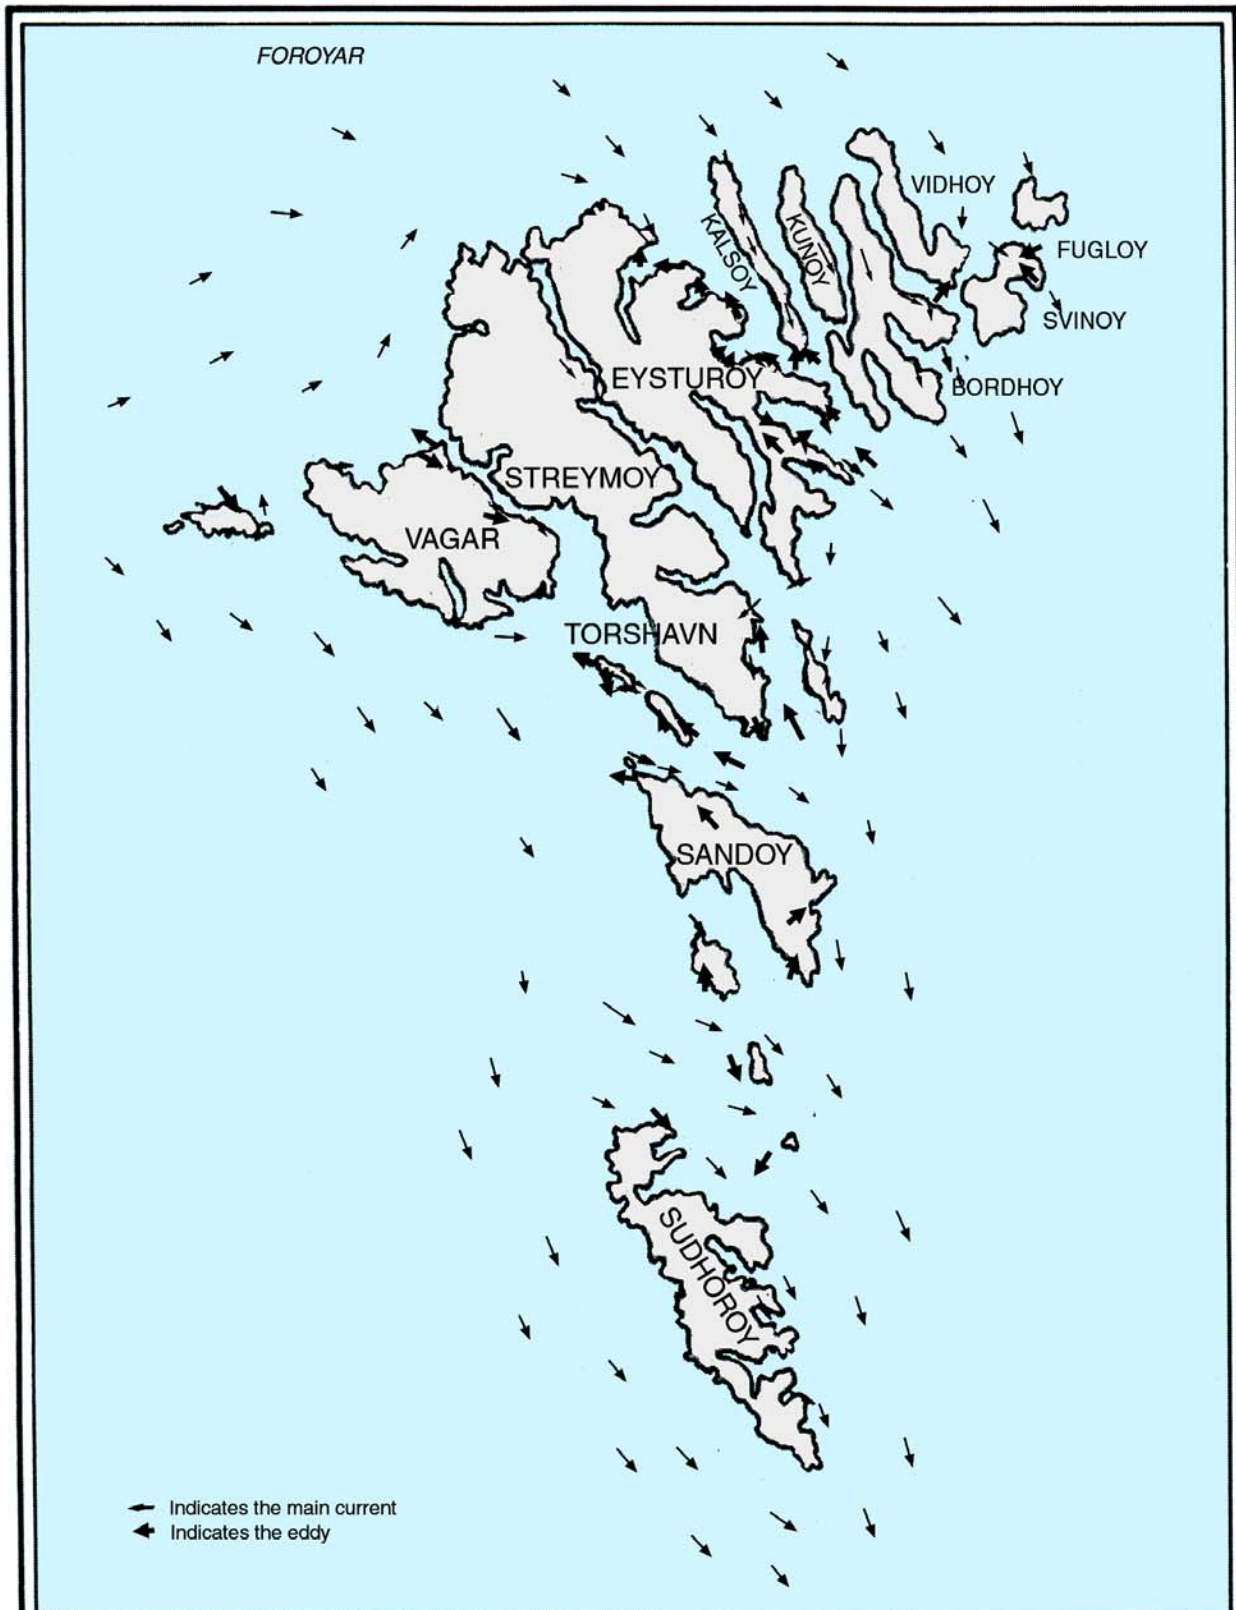 FOROYAR
VIDHOY
KALSOY
KUNOY
FUGLOY
SVINOY
EYSTUROY
BORDHOY
STREYMOY
VAGAR
TORSHAVN
SANDOY
SUDHOROY
Indicates the main current
Indicates the eddy